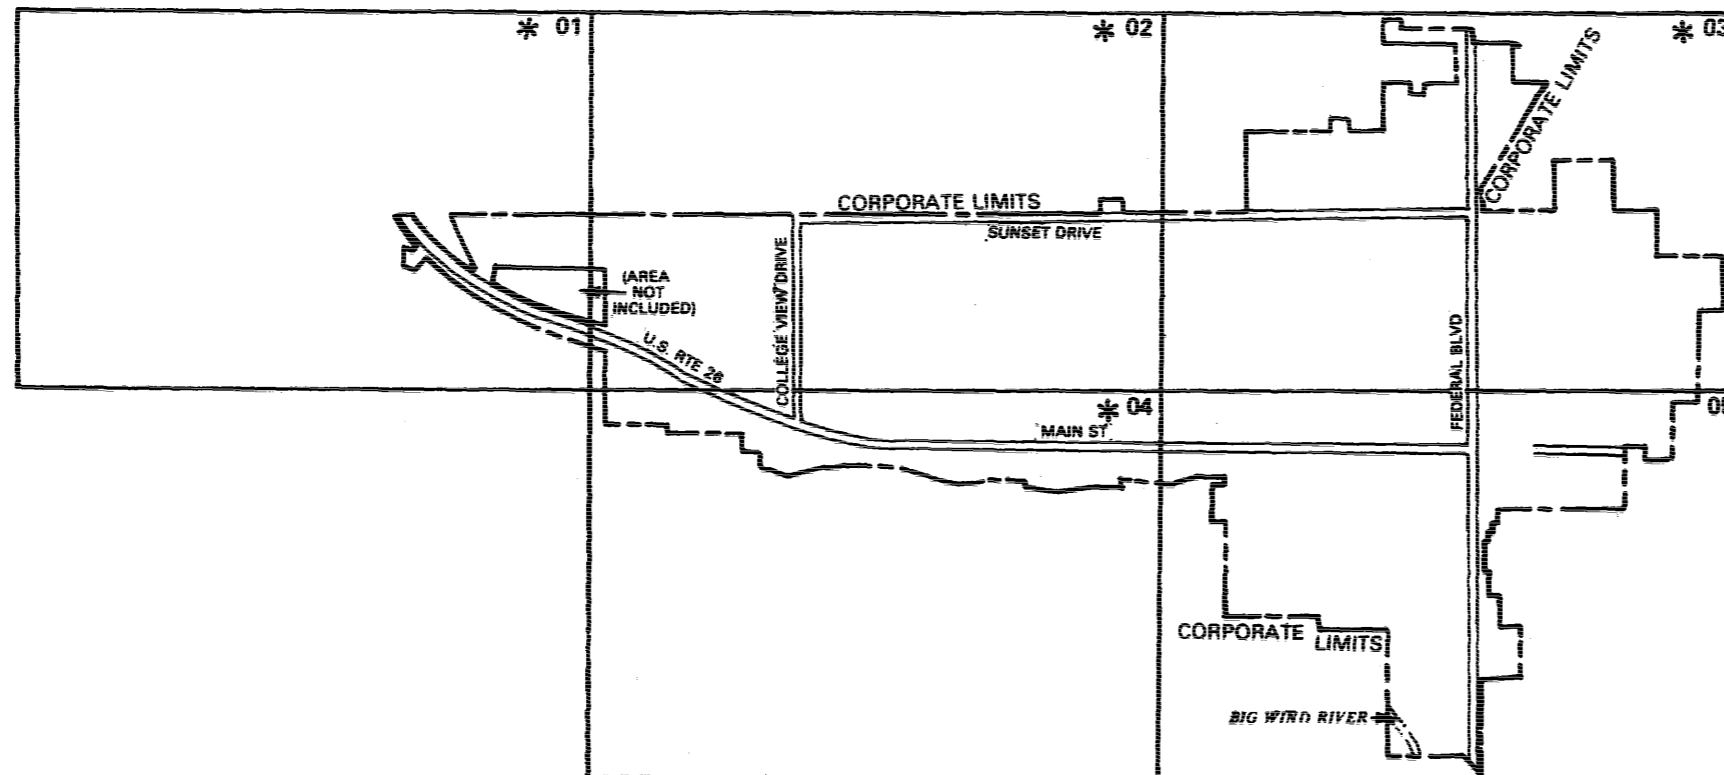 * 01
* 02
* 03
CORPORATE LIMITS
CORPORATE LIMITS
SUNSET DRIVE
COLLEGE VIEW DRIVE
(AREA
NOT
INCLUDED)
U.S. RTE 26
FEDERAL BLVD
* 04
05
MAIN ST
CORPORATE LIMITS
BIG WIND RIVER